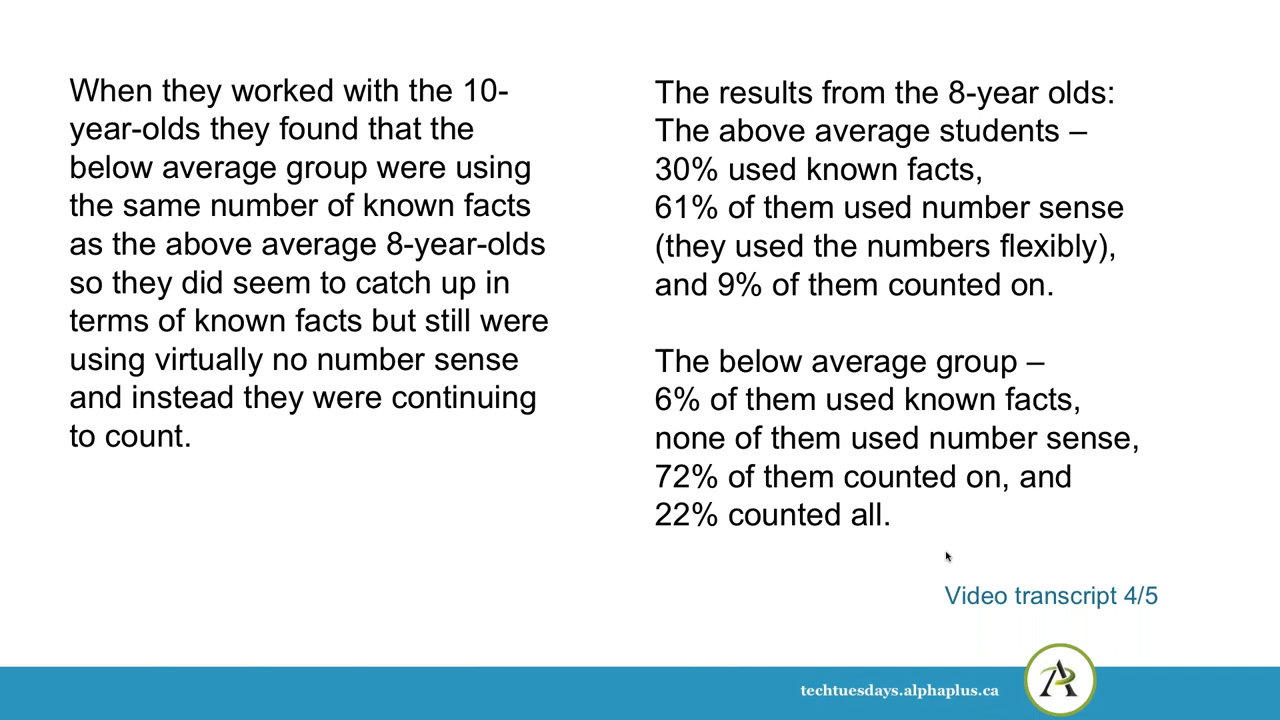 When they worked with the 10-
year-olds they found that the
below average group were using
the same number of known facts
as the above average 8-year-olds
so they did seem to catch up in
terms of known facts but still were
using virtually no number sense
and instead they were continuing
to count.
The results from the 8-year olds:
The above average students –
30% used known facts,
61% of them used number sense
(they used the numbers flexibly),
and 9% of them counted on.
The below average group –
6% of them used known facts,
none of them used number sense,
72% of them counted on, and
22% counted all.
Video transcript 4/5
techtuesdays.alphaplus.ca